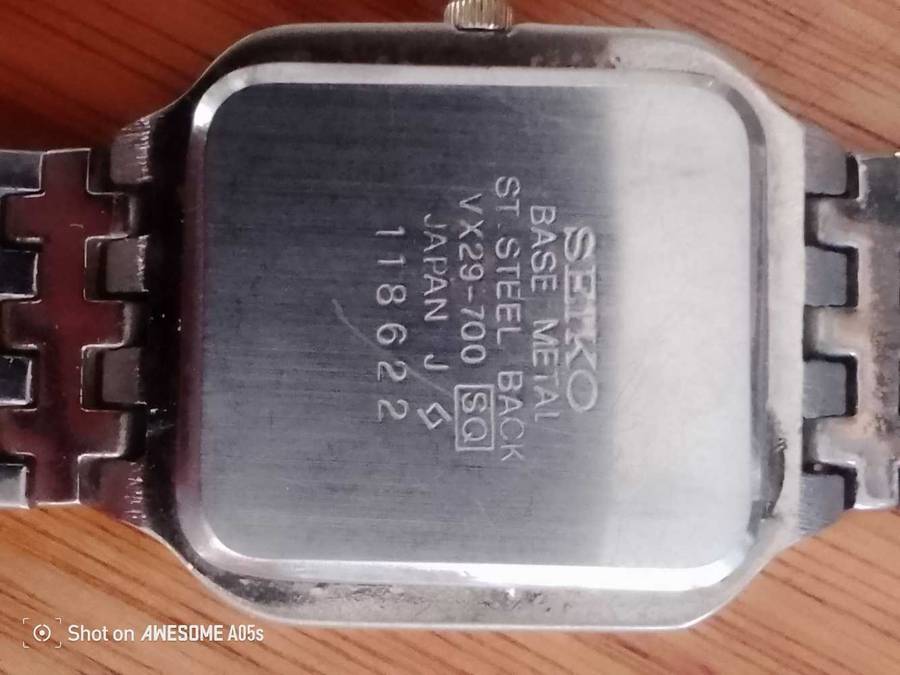 SEIKO
BASE METAL
ST.STEEL BACK
VX29-700 SQ
JAPAN J
118622
Shot on AWESOME A05s